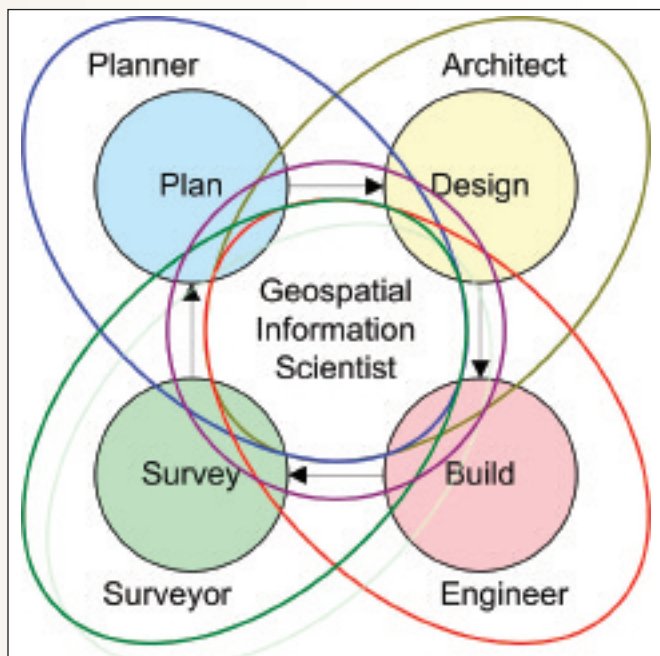 Planner
Architect
Plan
Design
Geospatial
Information
Scientist
Survey
Build
Surveyor
Engineer